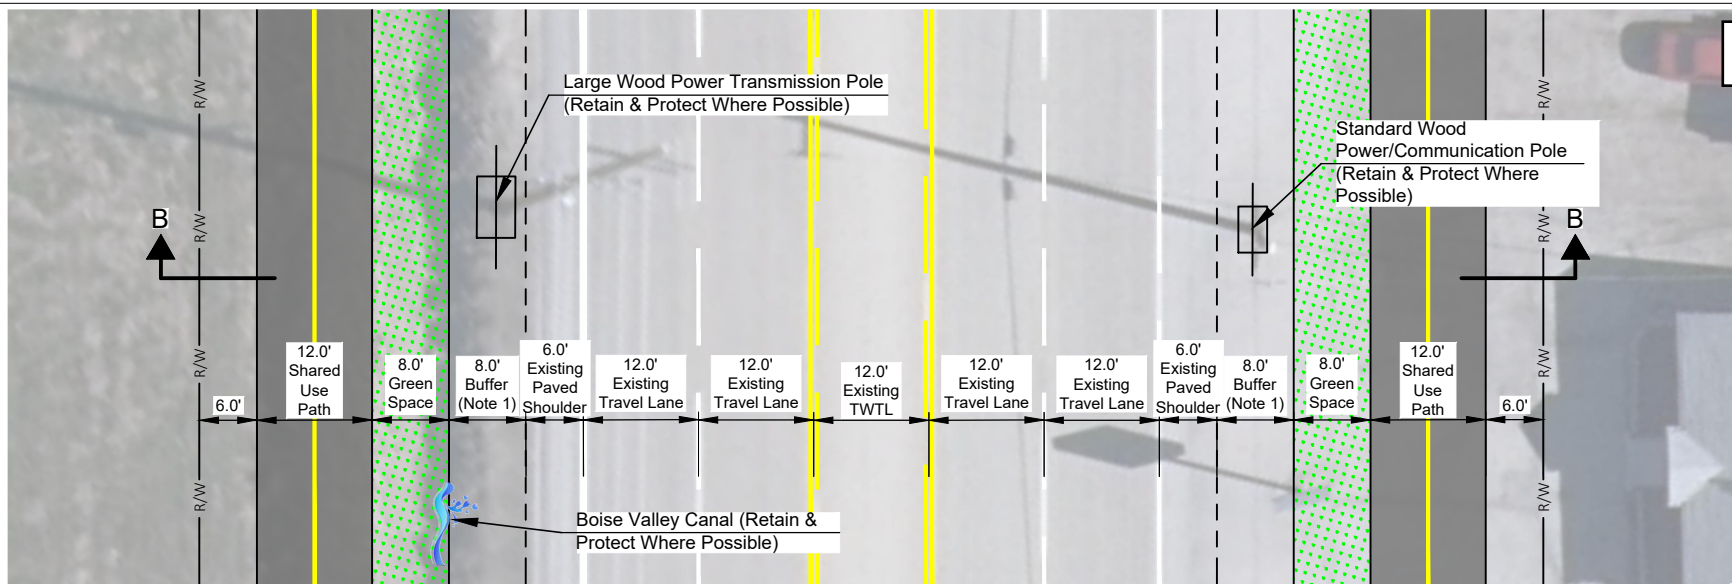 Large Wood Power Transmission Pole
(Retain & Protect Where Possible)
Standard Wood
Power/Communication Pole
(Retain & Protect Where
Possible)
R/W
R/W
B
B
R/W
R/W
12.0'
Shared
Use
Path
8.0'
Green
Space
8.0'
Buffer
(Note 1)
6.0'
Existing
Paved
Shoulder
12.0'
Existing
Travel Lane
12.0'
Existing
Travel Lane
12.0'
Existing
TWTL
12.0'
Existing
Travel Lane
12.0'
Existing
Travel Lane
6.0'
Existing
Paved
Shoulder
8.0'
Buffer
(Note 1)
8.0'
Green
Space
12.0'
Shared
Use
Path
R/W
R/W
6.0'
6.0'
R/W
R/W
Boise Valley Canal (Retain &
Protect Where Possible)